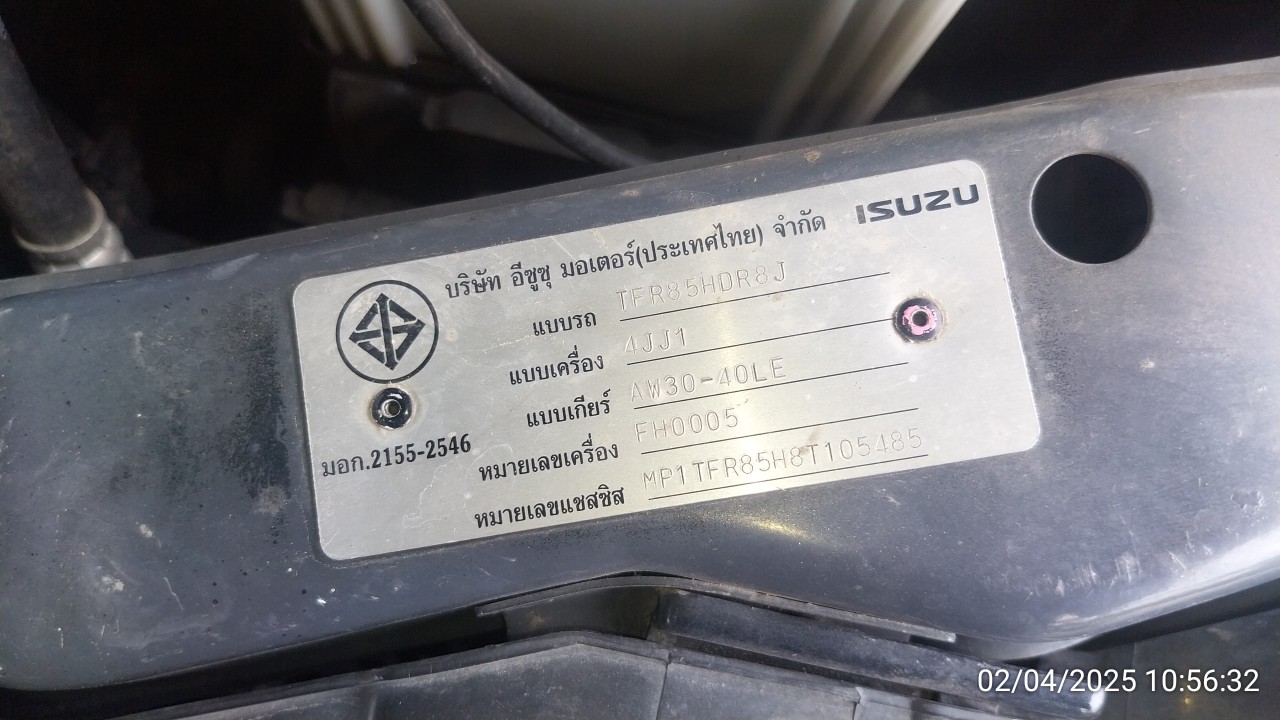 ISUZU
บริษัท อีซูซุ มอเตอร์(ประเทศไทย) จำกัด
แบบรถ TFR85HDR8J
แบบเครื่อง 4JJ1
แบบเกียร์ AW30-40LE
หมายเลขเครื่อง FH0005
หมายเลขแชสซิส MP1TFR85H8T105485
มอก.2155-2546
02/04/2025 10:56:32